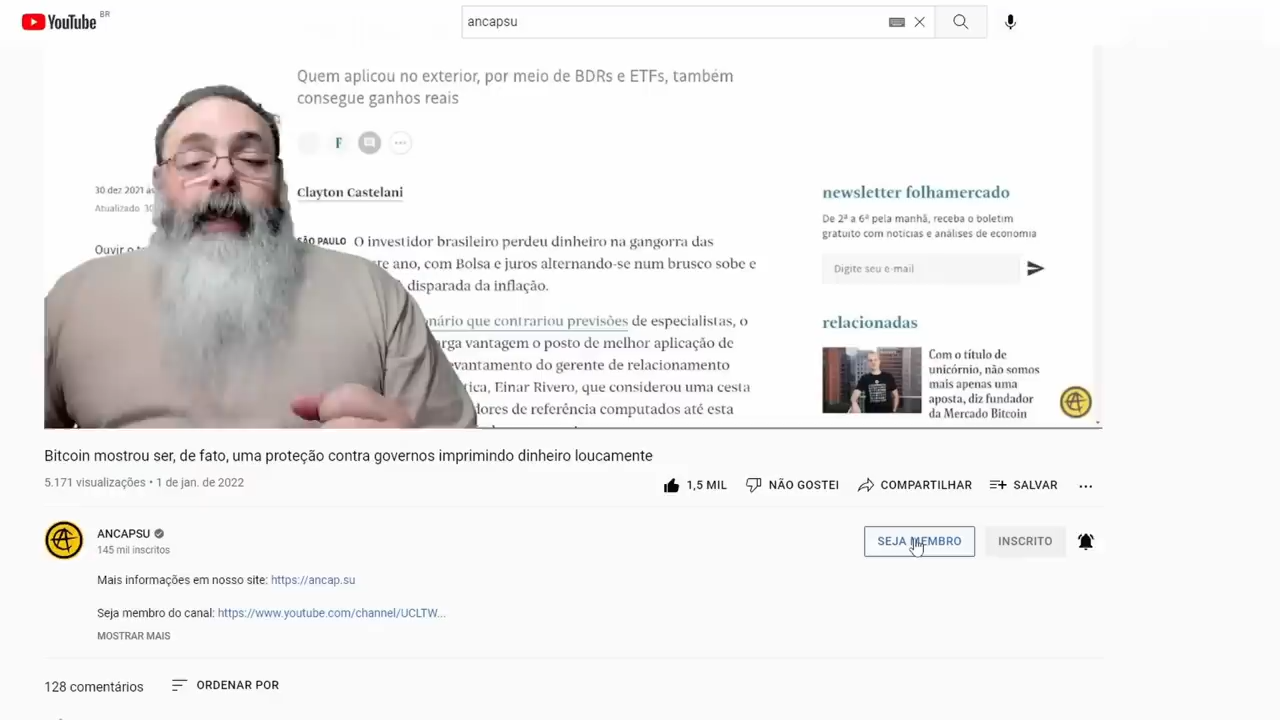 YouTube BR
ancapsu
Quem aplicou no exterior, por meio de BDRs e ETFs, também
consegue ganhos reais
F
30 dez 2021
Clayton Castelani
newsletter folhamercado
Atualizado 30
De 2ª a 6ª pela manhã, receba o boletim
gratuito com notícias e análises de economia
Ouvir o
SÃO PAULO O investidor brasileiro perdeu dinheiro na gangorra das
ano, com Bolsa e juros alternando-se num brusco sobe e
disparada da inflação.
Digite seu e-mail
que contrariou previsões de especialistas, o
vantagem o posto de melhor aplicação de
do gerente de relacionamento
Einar Rivero, que considerou uma cesta
de referência computados até esta
relacionadas
Com o título de
unicórnio, não somos
mais apenas uma
aposta, diz fundador
da Mercado Bitcoin
Bitcoin mostrou ser, de fato, uma proteção contra governos imprimindo dinheiro loucamente
5.171 visualizações • 1 de jan. de 2022
1,5 MIL NÃO GOSTEI COMPARTILHAR SALVAR ...
ANCAPSU
145 mil inscritos
SEJA MEMBRO INSCRITO
Mais informações em nosso site: https://ancap.su
Seja membro do canal: https://www.youtube.com/channel/UCLTW...
MOSTRAR MAIS
128 comentários ORDENAR POR